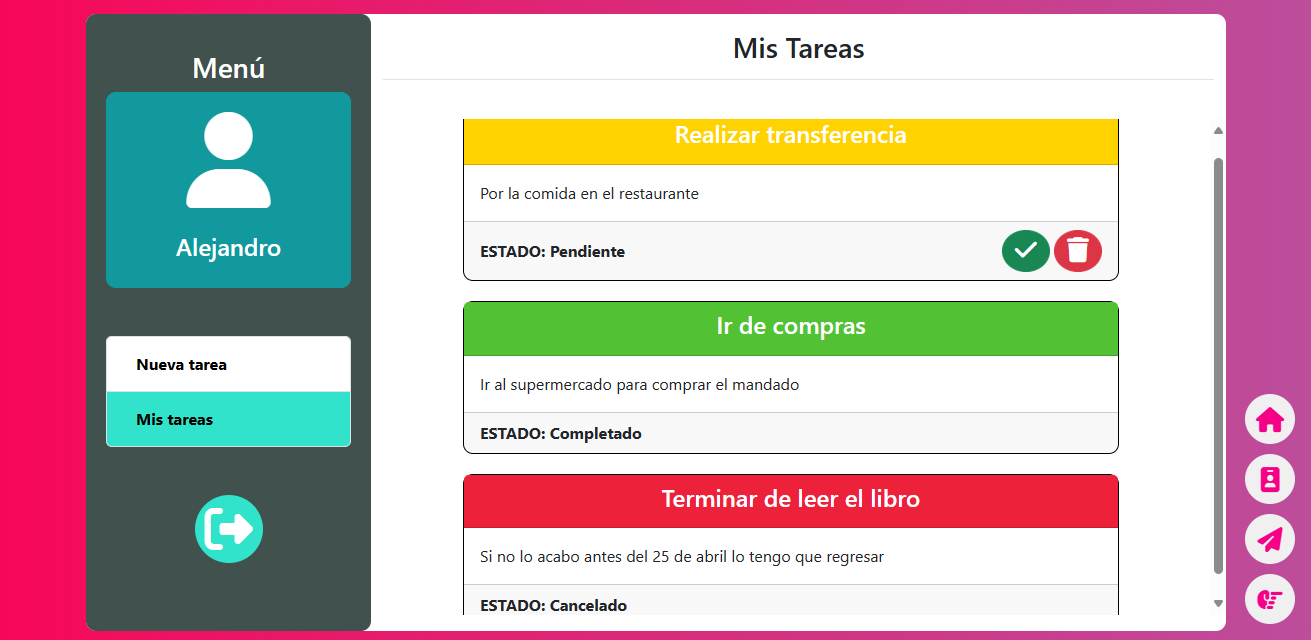 Menú
Alejandro
Nueva tarea
Mis tareas
Mis Tareas
Realizar transferencia
Por la comida en el restaurante
ESTADO: Pendiente
Ir de compras
Ir al supermercado para comprar el mandado
ESTADO: Completado
Terminar de leer el libro
Si no lo acabo antes del 25 de abril lo tengo que regresar
ESTADO: Cancelado